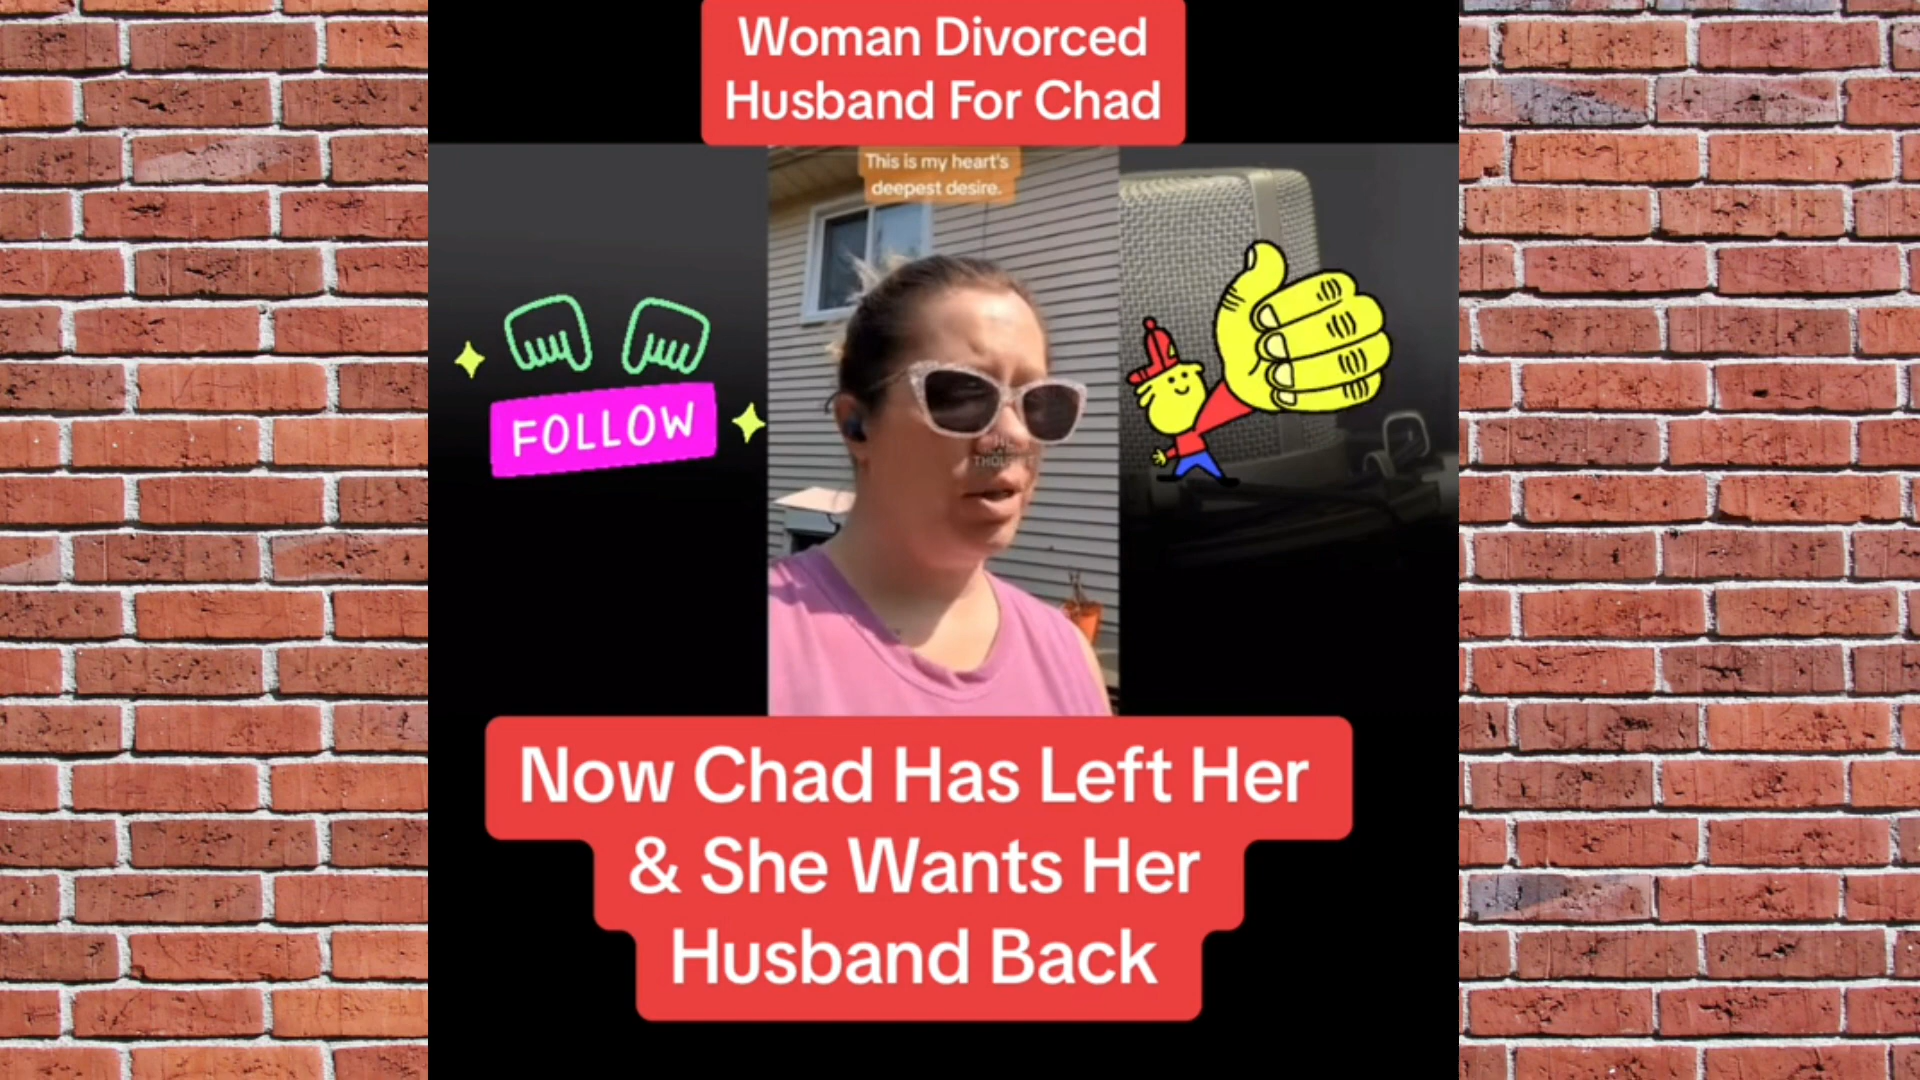 Woman Divorced
Husband For Chad
This is my heart's
deepest desire.
FOLLOW
Now Chad Has Left Her
& She Wants Her
Husband Back